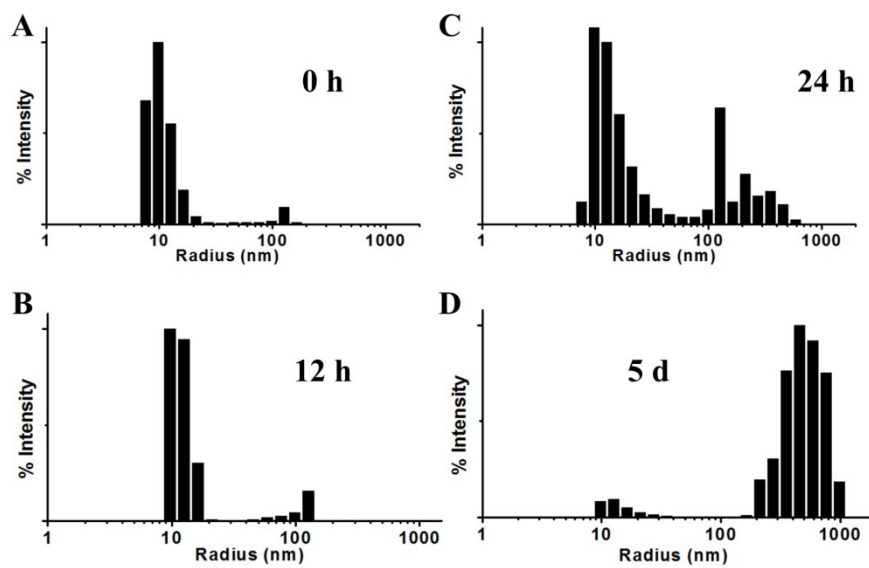 A
% Intensity
0 h
1 10 100 1000
Radius (nm)
C
% Intensity
24 h
1 10 100 1000
Radius (nm)
B
% Intensity
12 h
1 10 100 1000
Radius (nm)
D
% Intensity
5 d
1 10 100 1000
Radius (nm)